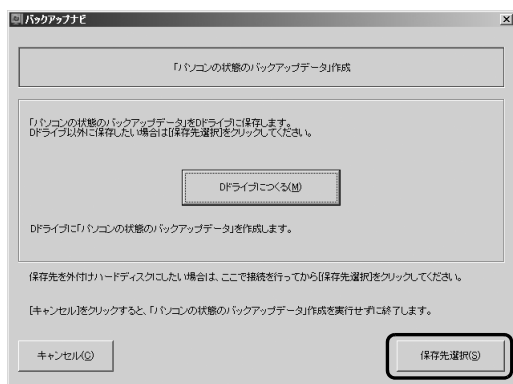 バックアップナビ
「パソコンの状態のバックアップデータ」作成
「パソコンの状態のバックアップデータ」をDドライブに保存します。
Dドライブ以外に保存したい場合は[保存先選択]をクリックしてください。
Dドライブにつくる(M)
Dドライブに「パソコンの状態のバックアップデータ」を作成します。
保存先を外付けハードディスクにしたい場合は、ここで接続を行ってから[保存先選択]をクリックしてください。
[キャンセル]をクリックすると、「パソコンの状態のバックアップデータ」作成を実行せずに終了します。
キャンセル(C)
保存先選択(S)